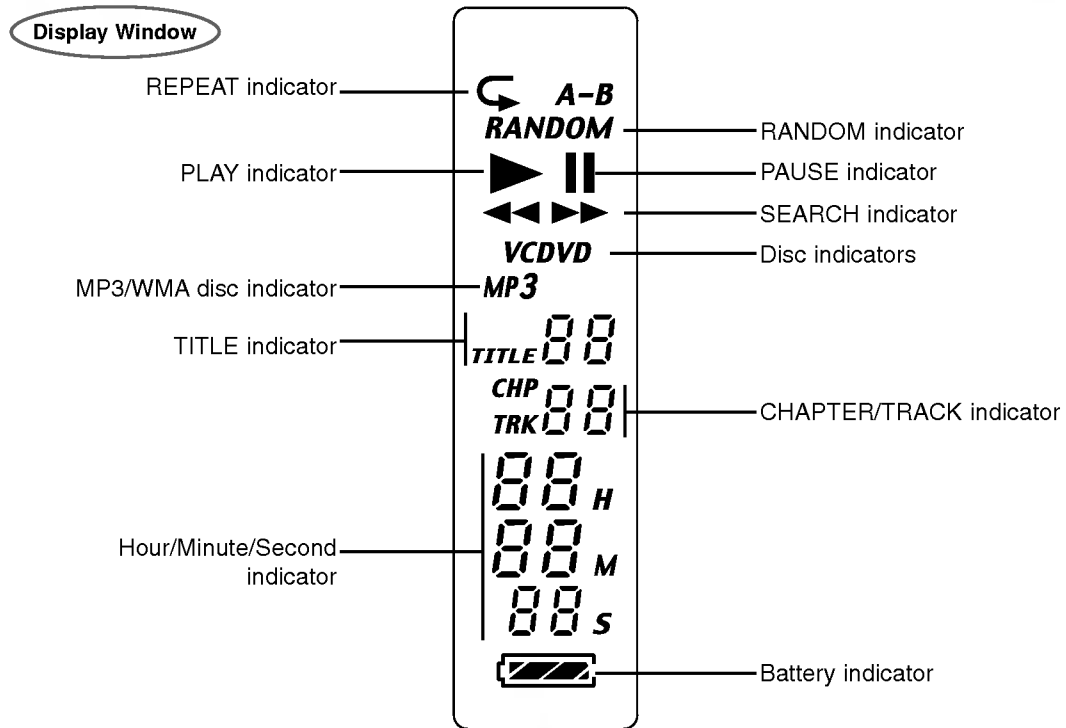 Display Window
REPEAT indicator
A-B
RANDOM
RANDOM indicator
PLAY indicator
PAUSE indicator
SEARCH indicator
VCDVD
Disc indicators
MP3/WMA disc indicator
MP3
TITLE indicator
TITLE 88
CHP
TRK 88
CHAPTER/TRACK indicator
88 H
Hour/Minute/Second
indicator
88 M
88 S
Battery indicator